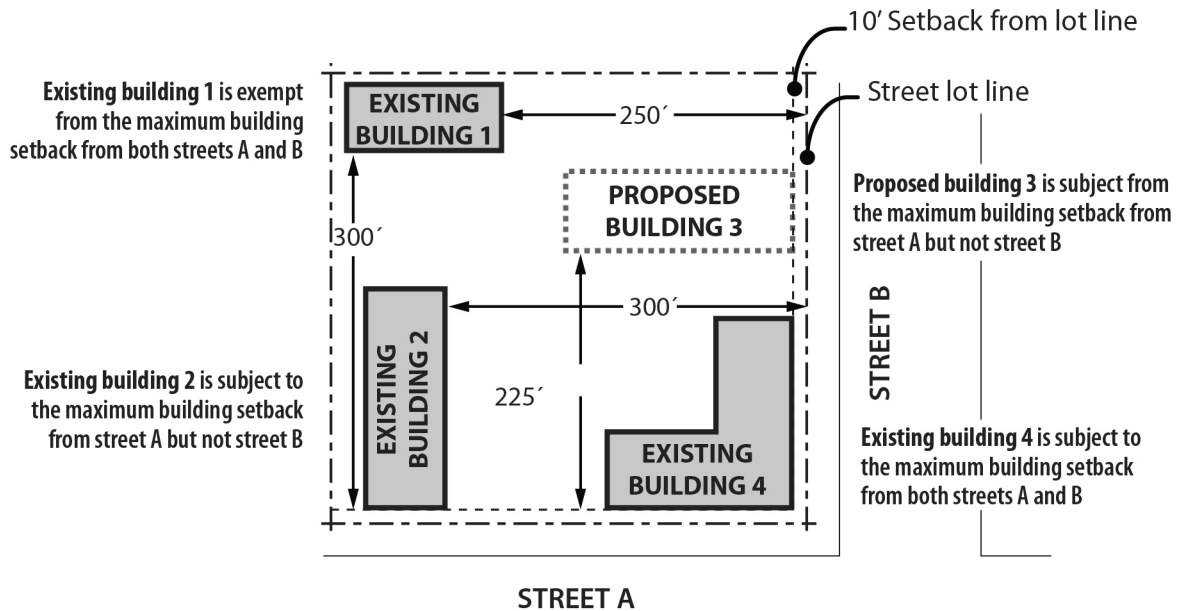 10’ Setback from lot line
Existing building 1 is exempt
from the maximum building
setback from both streets A and B
EXISTING
BUILDING 1
250´
Street lot line
PROPOSED
BUILDING 3
Proposed building 3 is subject from
the maximum building setback from
street A but not street B
300´
300´
EXISTING
BUILDING 2
STREET B
Existing building 2 is subject to
the maximum building setback
from street A but not street B
225´
EXISTING
BUILDING 4
Existing building 4 is subject to
the maximum building setback
from both streets A and B
STREET A